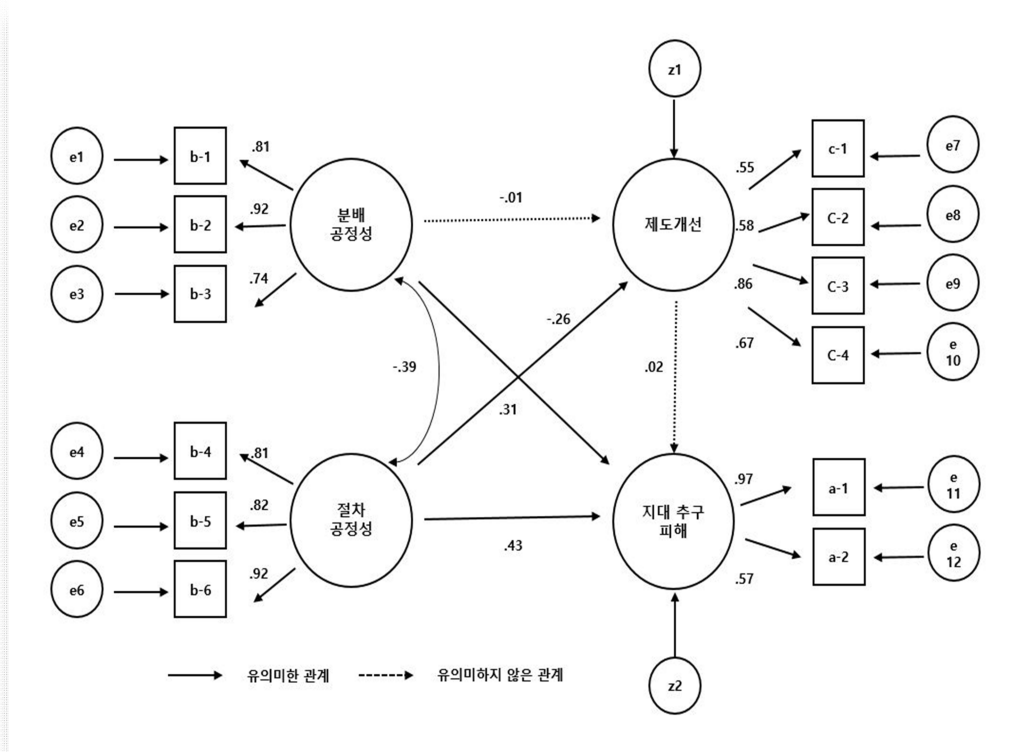 z1
e1
b-1
.81
e2
b-2
.92
e3
b-3
.74
분배
공정성
-.01
제도개선
.55
c-1
e7
.58
C-2
e8
.86
C-3
e9
.67
C-4
e
10
-.39
-.26
.31
.02
e4
b-4
.81
e5
b-5
.82
e6
b-6
.92
절차
공정성
.43
지대 추구
피해
.97
a-1
e
11
.57
a-2
e
12
유의미한 관계
유의미하지 않은 관계
z2